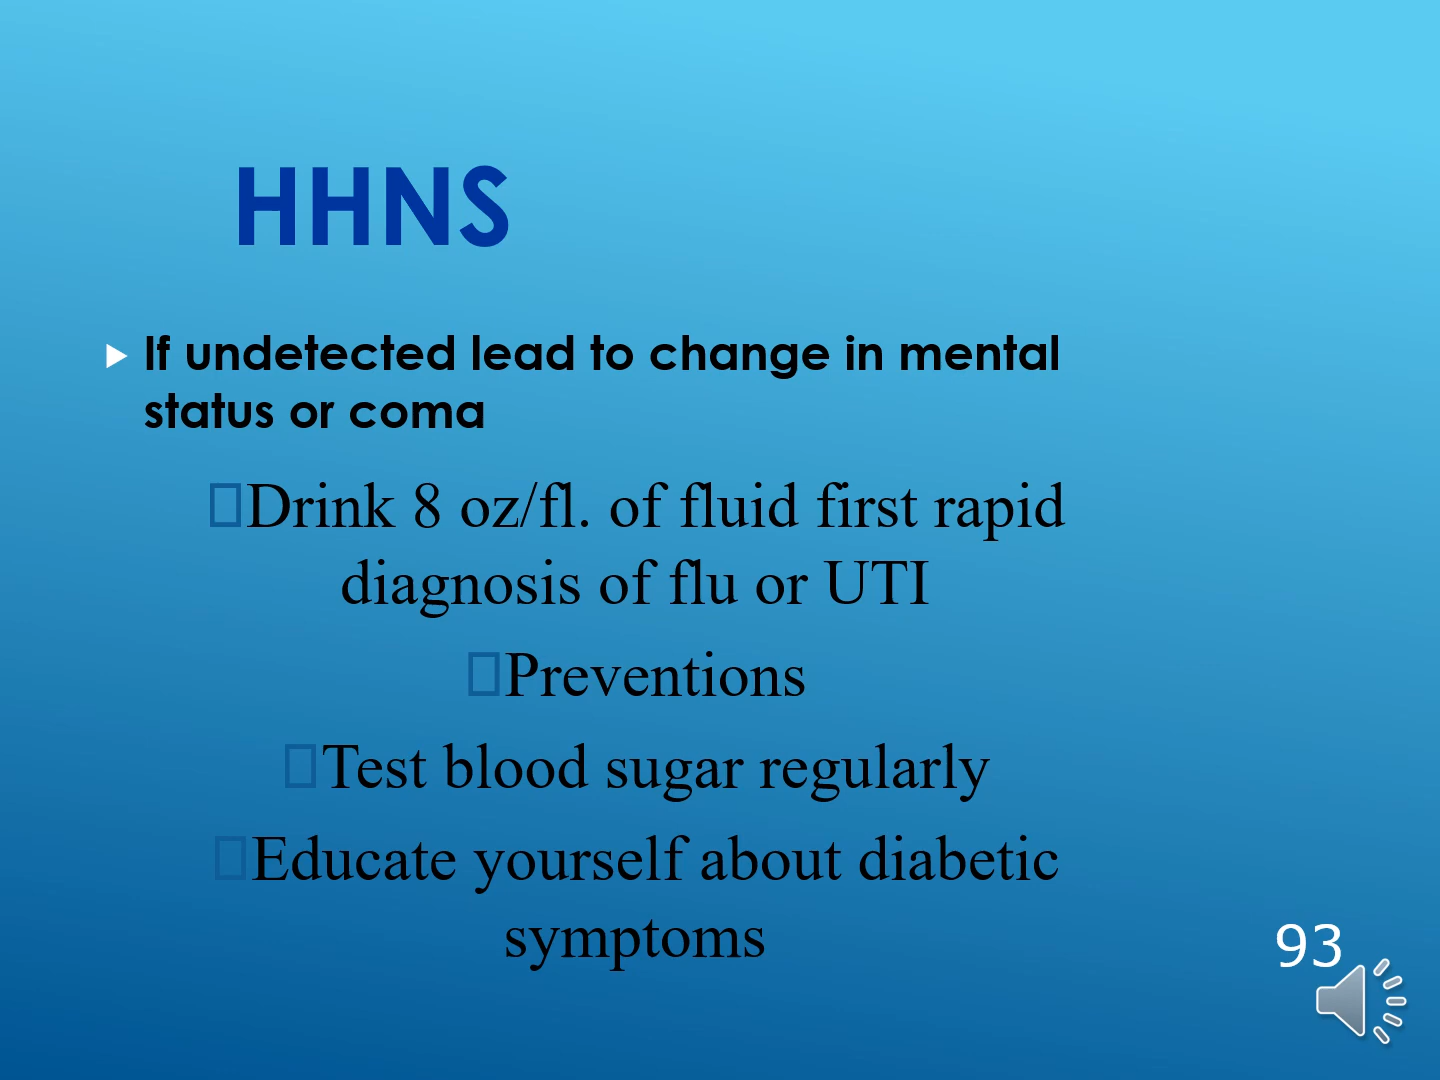 HHNS
If undetected lead to change in mental
status or coma
Drink 8 oz/fl. of fluid first rapid
diagnosis of flu or UTI
Preventions
Test blood sugar regularly
Educate yourself about diabetic
symptoms
93